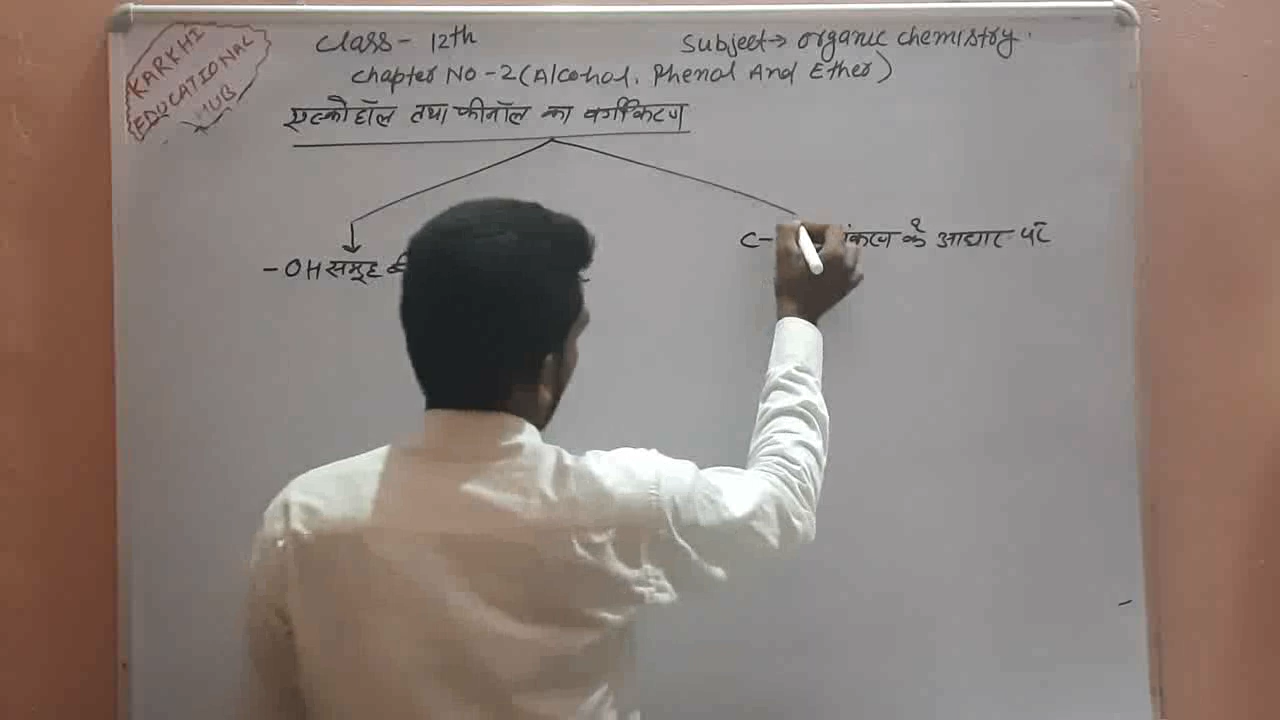 KARKHI
EDUCATIONAL
HUB
Class - 12th
Subject → Organic chemistry.
Chapter No - 2 (Alcohol, Phenol And Ether)
एल्कोहॉल तथा फीनॉल का वर्गीकरण
- OH समूह की
C- संकरण के आधार पर